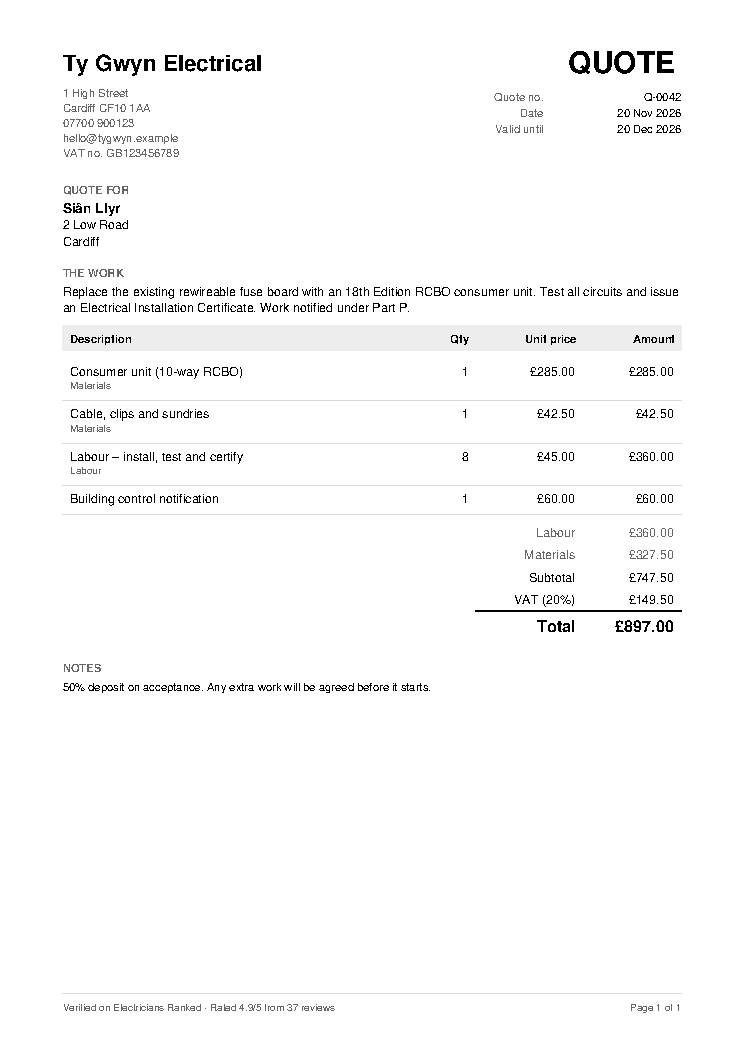 Ty Gwyn Electrical
QUOTE
1 High Street
Cardiff CF10 1AA
07700 900123
hello@tygwyn.example
VAT no. GB123456789
Quote no. Q-0042
Date 20 Nov 2026
Valid until 20 Dec 2026
QUOTE FOR
Siân Llyr
2 Low Road
Cardiff
THE WORK
Replace the existing rewireable fuse board with an 18th Edition RCBO consumer unit. Test all circuits and issue
an Electrical Installation Certificate. Work notified under Part P.
Description Qty Unit price Amount
Consumer unit (10-way RCBO) 1 £285.00 £285.00
Materials
Cable, clips and sundries 1 £42.50 £42.50
Materials
Labour – install, test and certify 8 £45.00 £360.00
Labour
Building control notification 1 £60.00 £60.00
Labour £360.00
Materials £327.50
Subtotal £747.50
VAT (20%) £149.50
Total £897.00
NOTES
50% deposit on acceptance. Any extra work will be agreed before it starts.
Verified on Electricians Ranked · Rated 4.9/5 from 37 reviews
Page 1 of 1